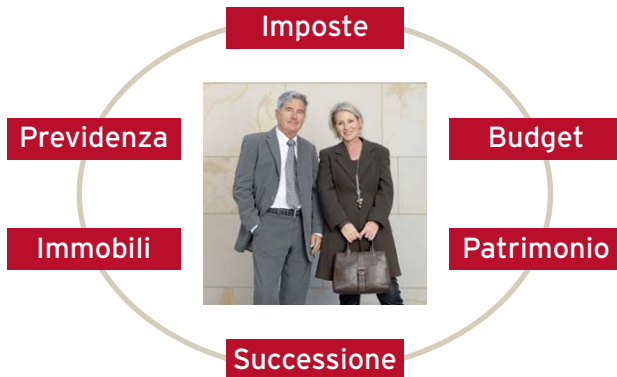 Imposte
Previdenza
Budget
Immobili
Patrimonio
Successione